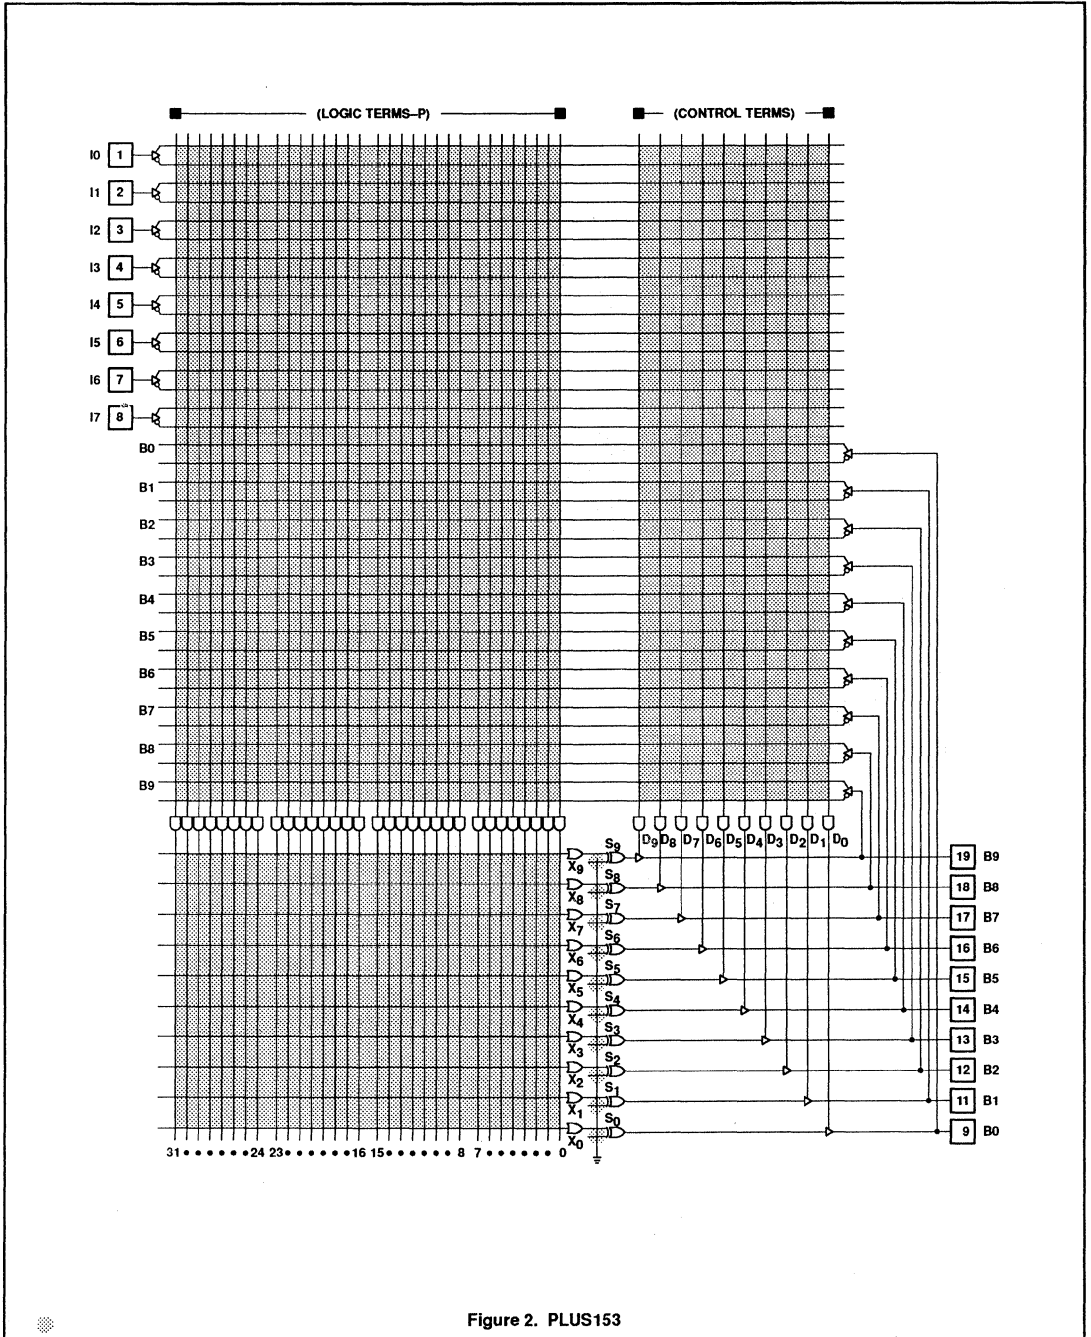 (LOGIC TERMS–P) (CONTROL TERMS)
I0 1
I1 2
I2 3
I3 4
I4 5
I5 6
I6 7
I7 8
B0
B1
B2
B3
B4
B5
B6
B7
B8
B9
D9 D8 D7 D6 D5 D4 D3 D2 D1 D0
S9
X9 19 B9
S8
X8 18 B8
S7
X7 17 B7
S6
X6 16 B6
S5
X5 15 B5
S4
X4 14 B4
S3
X3 13 B3
S2
X2 12 B2
S1
X1 11 B1
S0
X0 9 B0
31 24 23 16 15 8 7 0
Figure 2. PLUS153